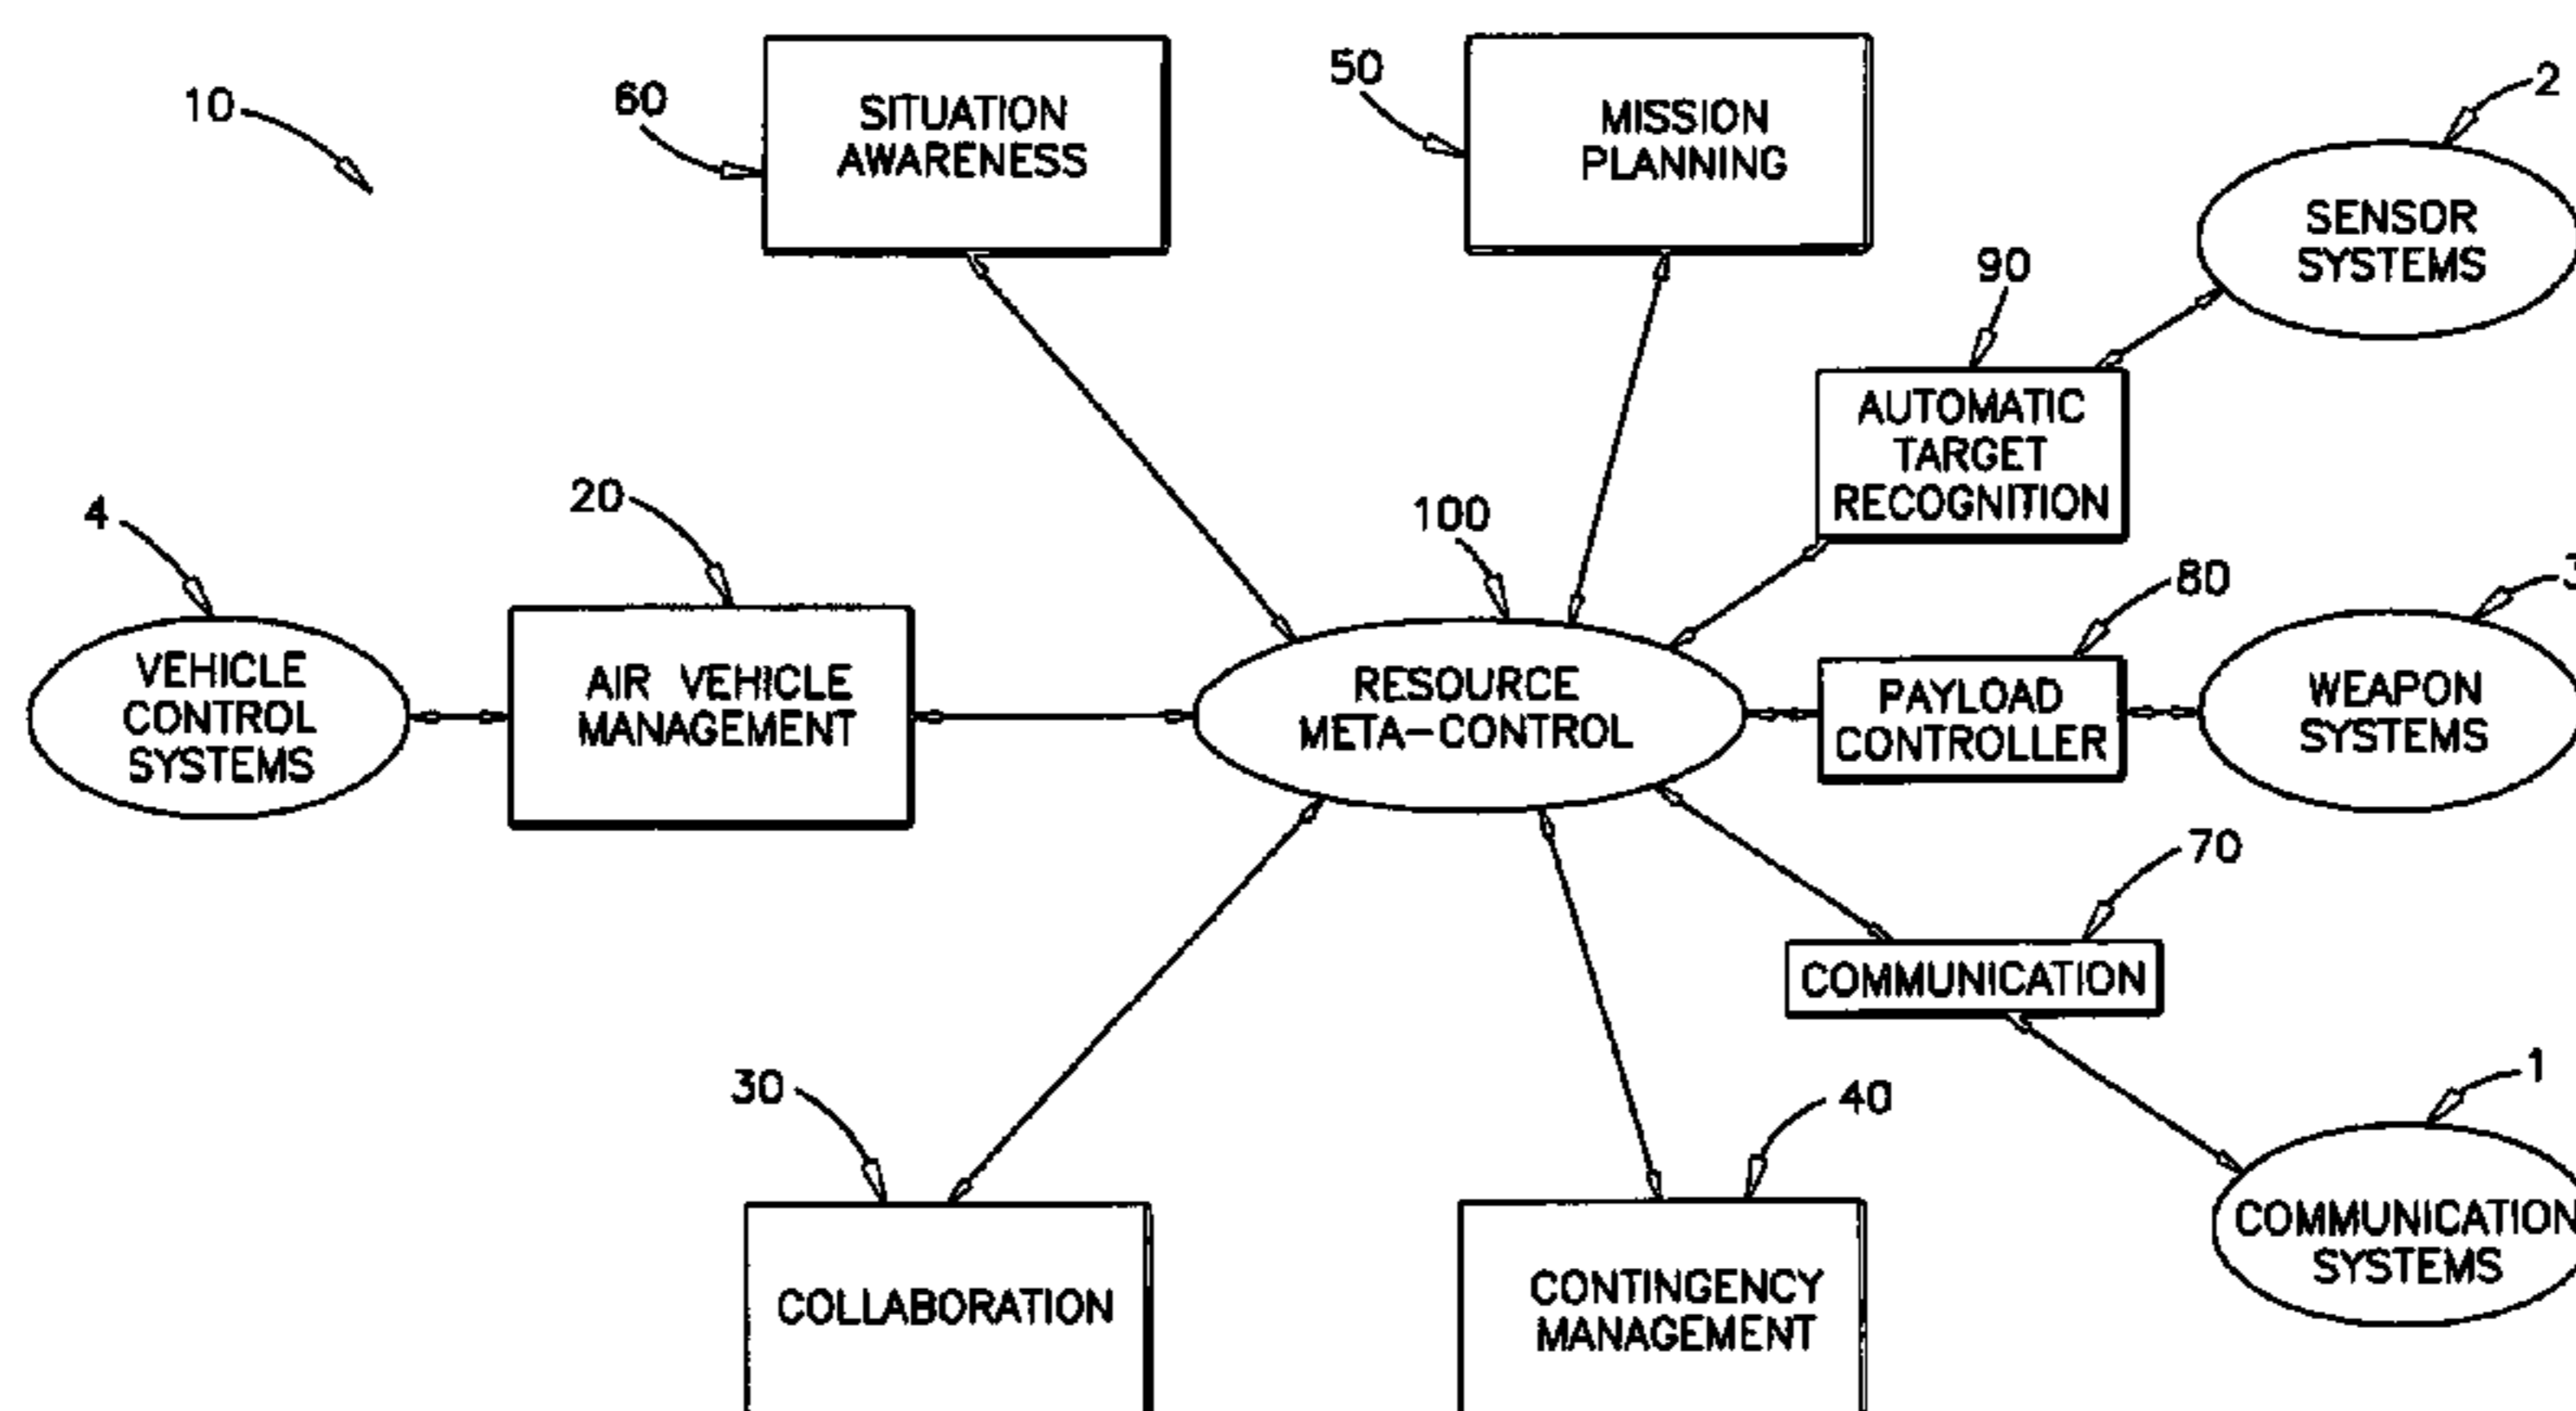 10
60
SITUATION
AWARENESS
50
MISSION
PLANNING
2
SENSOR
SYSTEMS
90
AUTOMATIC
TARGET
RECOGNITION
4
VEHICLE
CONTROL
SYSTEMS
20
AIR VEHICLE
MANAGEMENT
100
RESOURCE
META-CONTROL
80
PAYLOAD
CONTROLLER
3
WEAPON
SYSTEMS
70
COMMUNICATION
30
COLLABORATION
40
CONTINGENCY
MANAGEMENT
1
COMMUNICATION
SYSTEMS